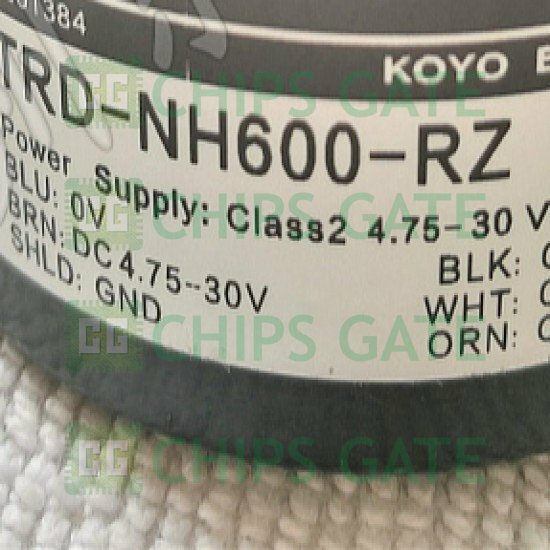 1384
KOYO E
TRD-NH600-RZ
Power Supply: Class2 4.75-30 V
BLU: 0V
BRN: DC4.75--30V
SHLD: GND
BLK:
WHT:
ORN:
CHIPS GATE
CHIPS GATE
CHIPS GATE
CHIPS GATE